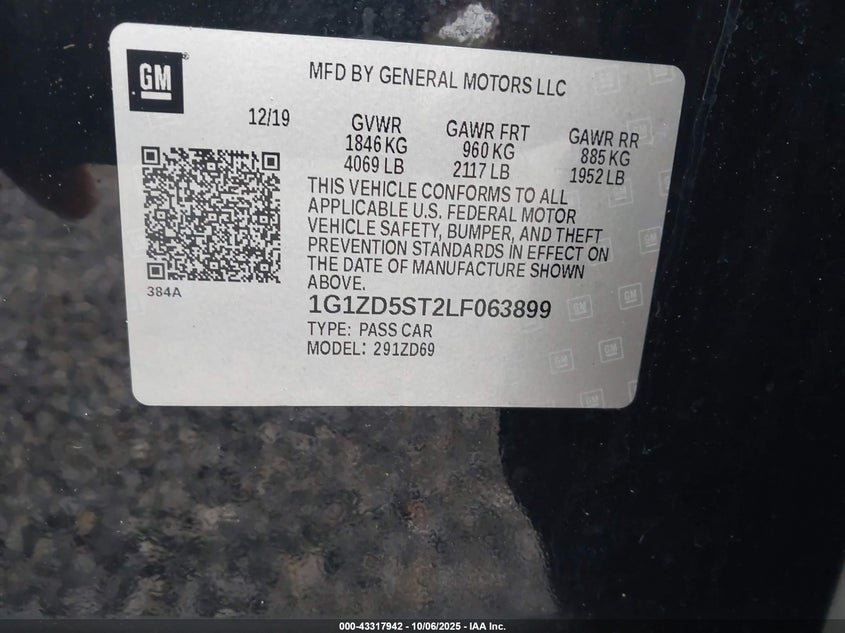 GM
MFD BY GENERAL MOTORS LLC
12/19
GVWR
1846 KG
4069 LB
GAWR FRT
960 KG
2117 LB
GAWR RR
885 KG
1952 LB
THIS VEHICLE CONFORMS TO ALL
APPLICABLE U.S. FEDERAL MOTOR
VEHICLE SAFETY, BUMPER, AND THEFT
PREVENTION STANDARDS IN EFFECT ON
THE DATE OF MANUFACTURE SHOWN
ABOVE.
384A
1G1ZD5ST2LF063899
TYPE: PASS CAR
MODEL: 291ZD69
000-43317942 - 10/06/2025 - IAA Inc.